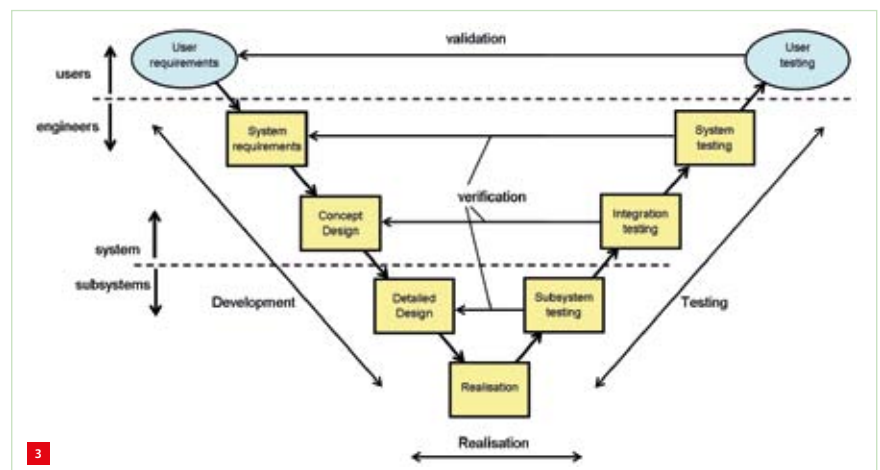 validation
User
requirements
User
testing
users
engineers
System
requirements
System
testing
verification
Concept
Design
Integration
testing
system
subsystems
Detailed
Design
Subsystem
testing
Development
Testing
Realisation
Realisation
3